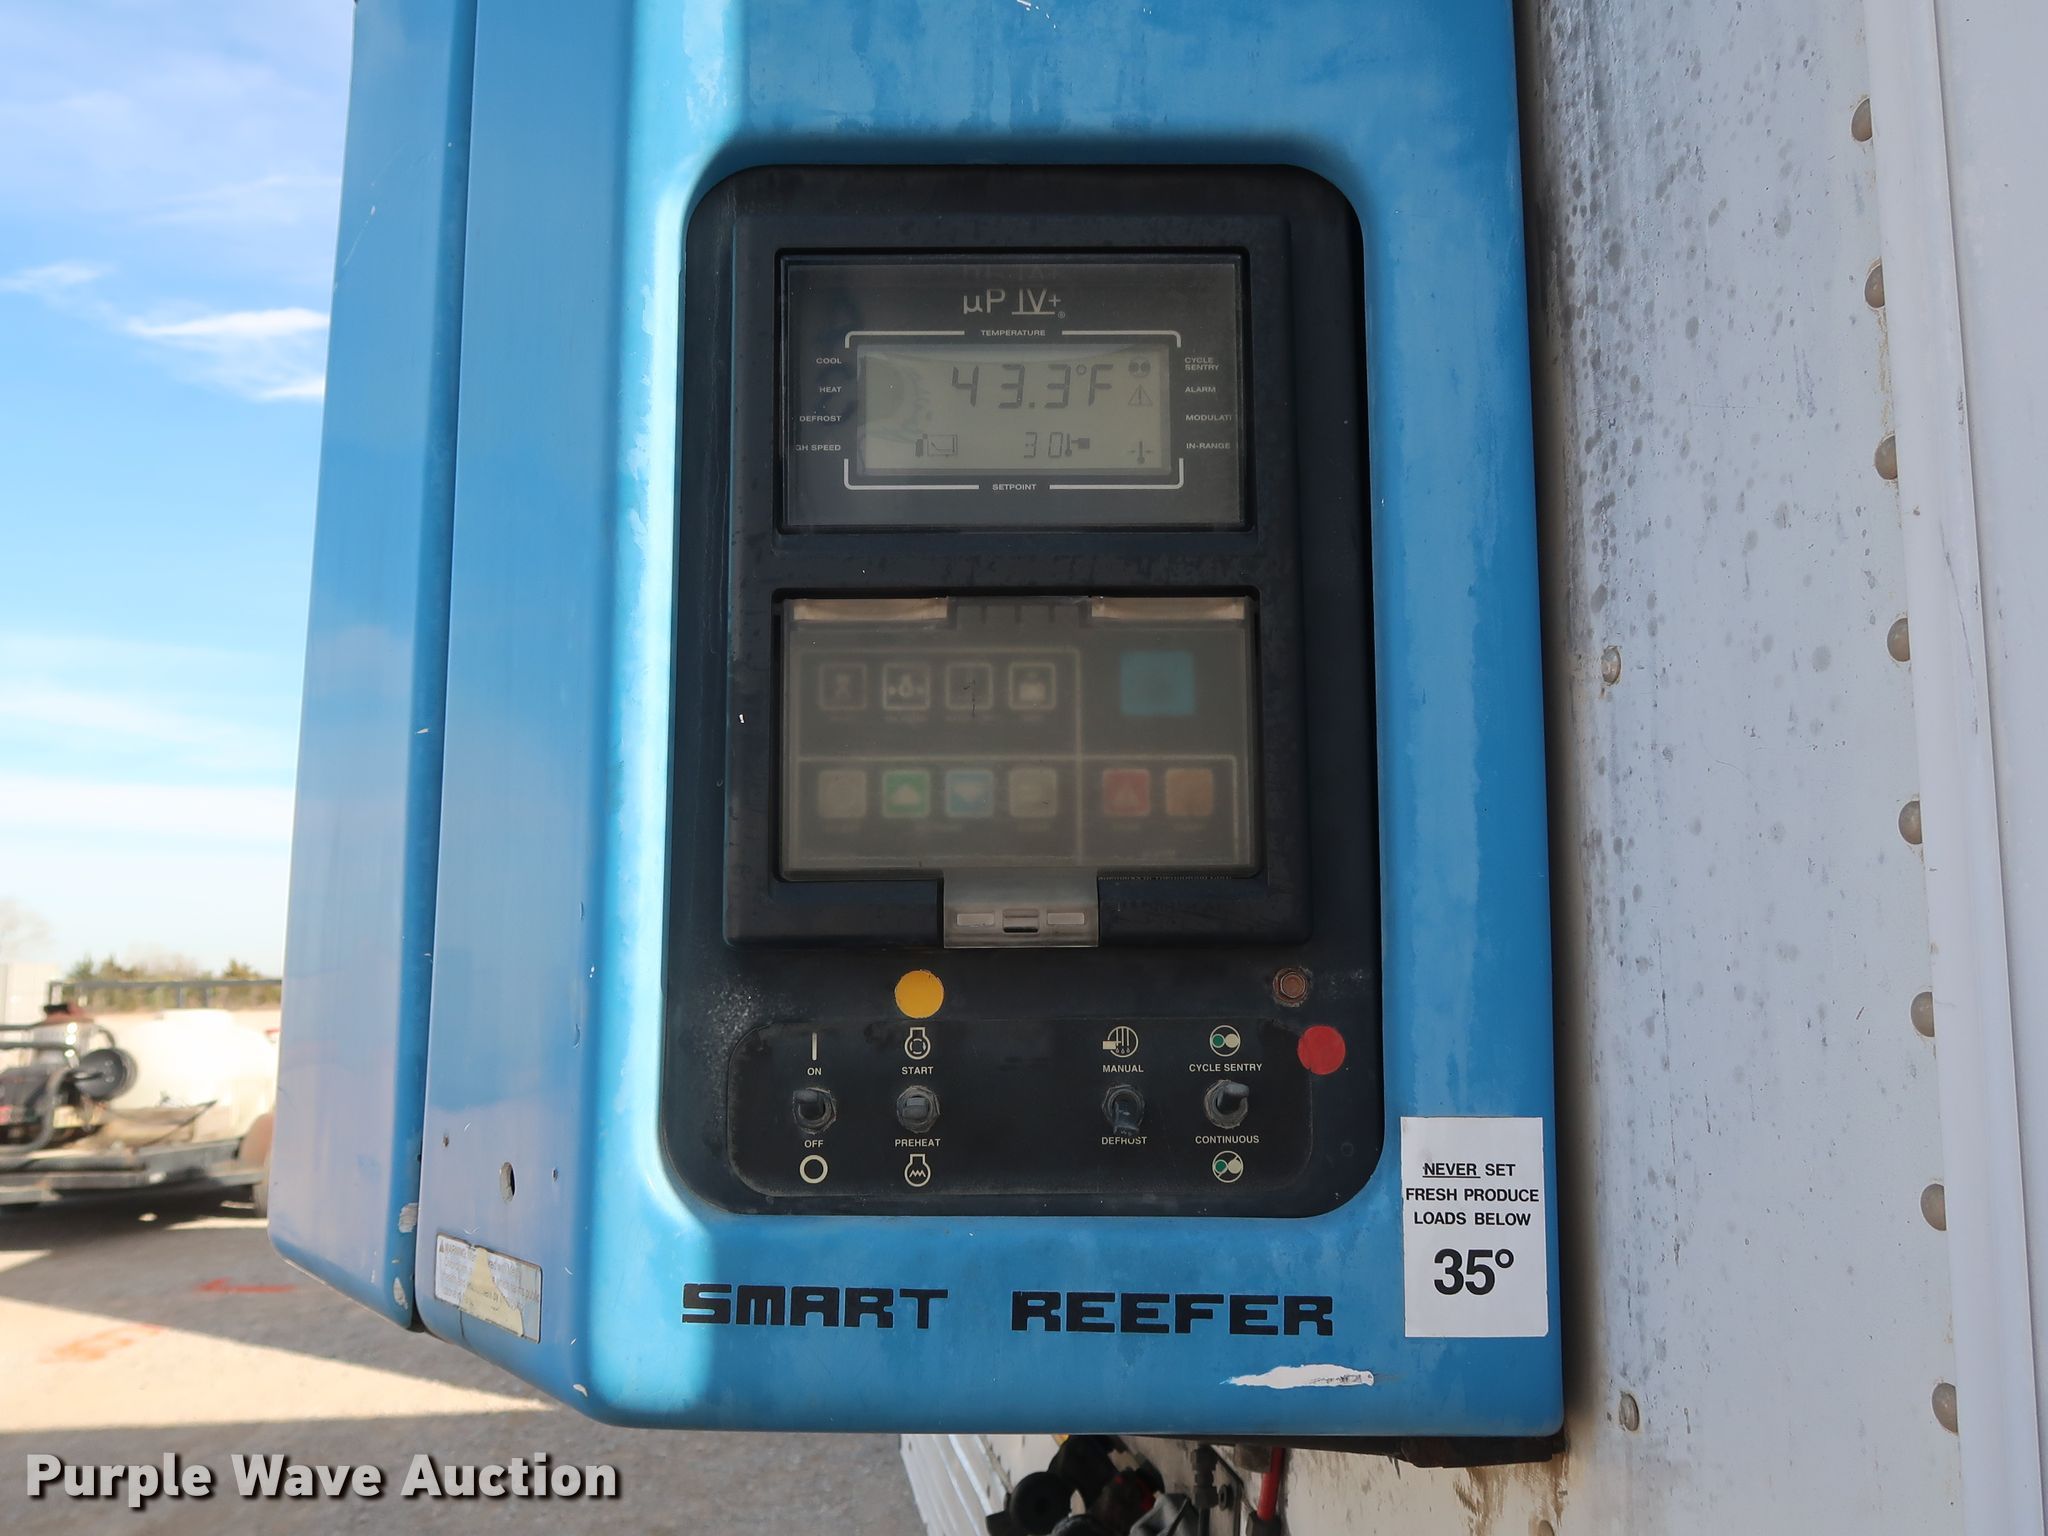 µP IV+®
TEMPERATURE
COOL
HEAT
DEFROST
GH SPEED
43.3°F
30
CYCLE
SENTRY
ALARM
MODULATI
IN-RANGE
SETPOINT
ON
START
MANUAL
CYCLE SENTRY
OFF
PREHEAT
DEFROST
CONTINUOUS
NEVER SET
FRESH PRODUCE
LOADS BELOW
35°
WARNING
SMART REEFER
Purple Wave Auction